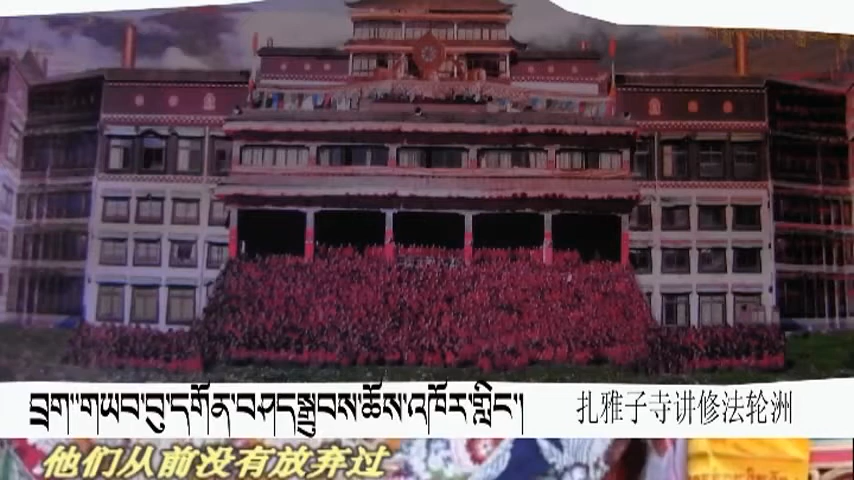 བྲག་གཡབ་བུ་དགོན་བཤད་སྒྲུབས་ཆོས་འཁོར་གླིང་། 扎雅子寺讲修法轮洲
他们从前没有放弃过